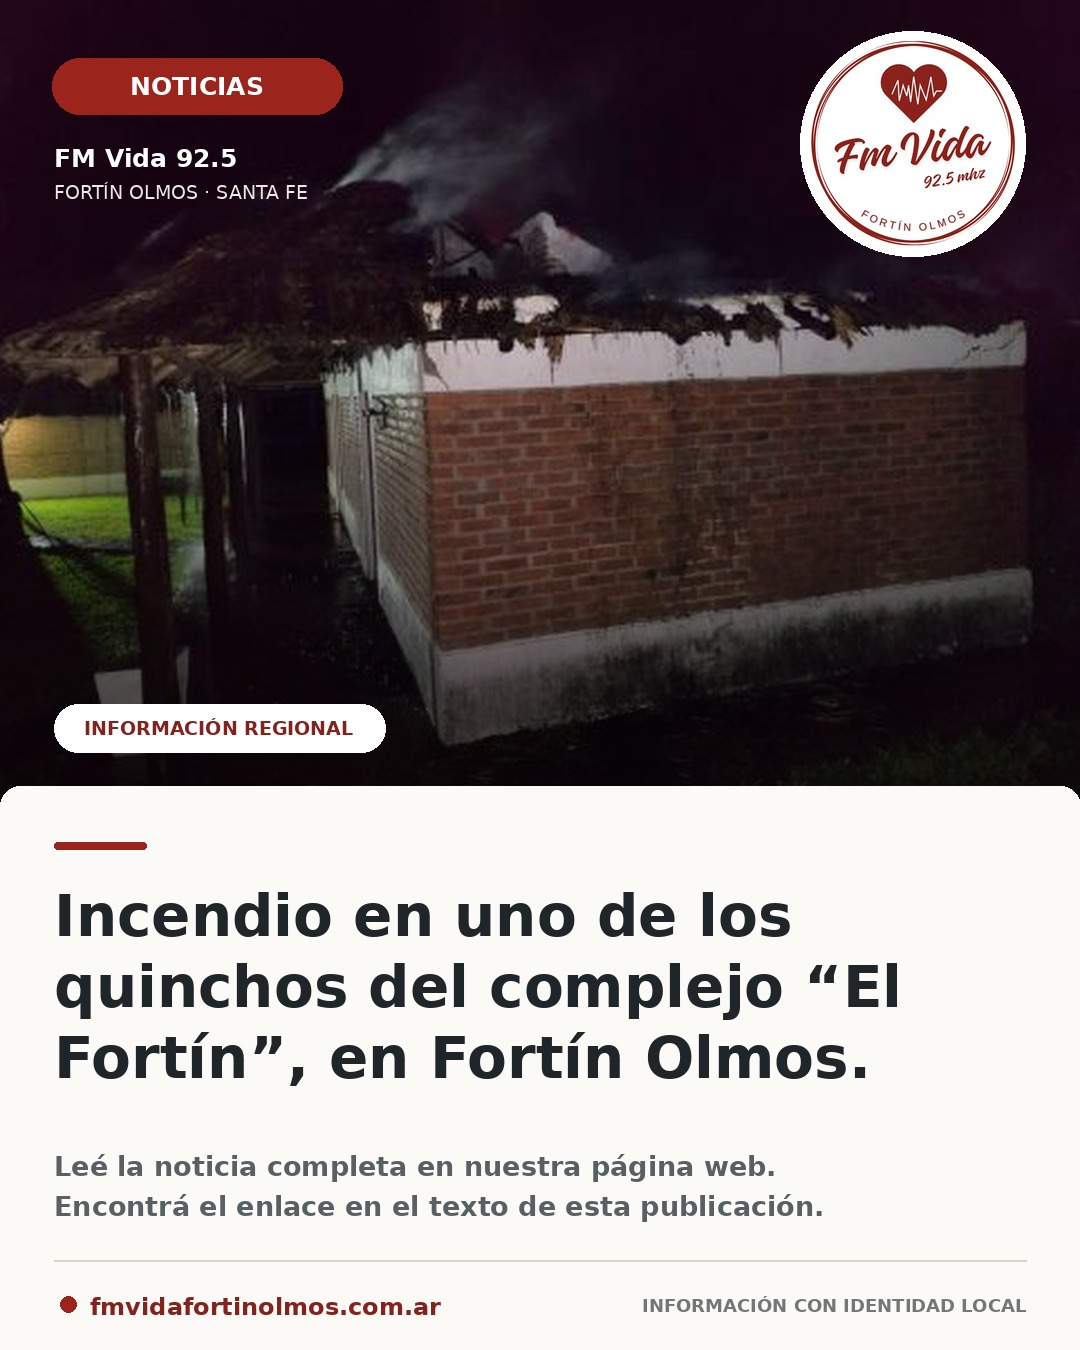 NOTICIAS
FM Vida 92.5
FORTÍN OLMOS · SANTA FE
Fm Vida
92.5 mhz
FORTÍN OLMOS
INFORMACIÓN REGIONAL
Incendio en uno de los
quinchos del complejo “El
Fortín”, en Fortín Olmos.
Leé la noticia completa en nuestra página web.
Encontrá el enlace en el texto de esta publicación.
fmvidafortinolmos.com.ar
INFORMACIÓN CON IDENTIDAD LOCAL